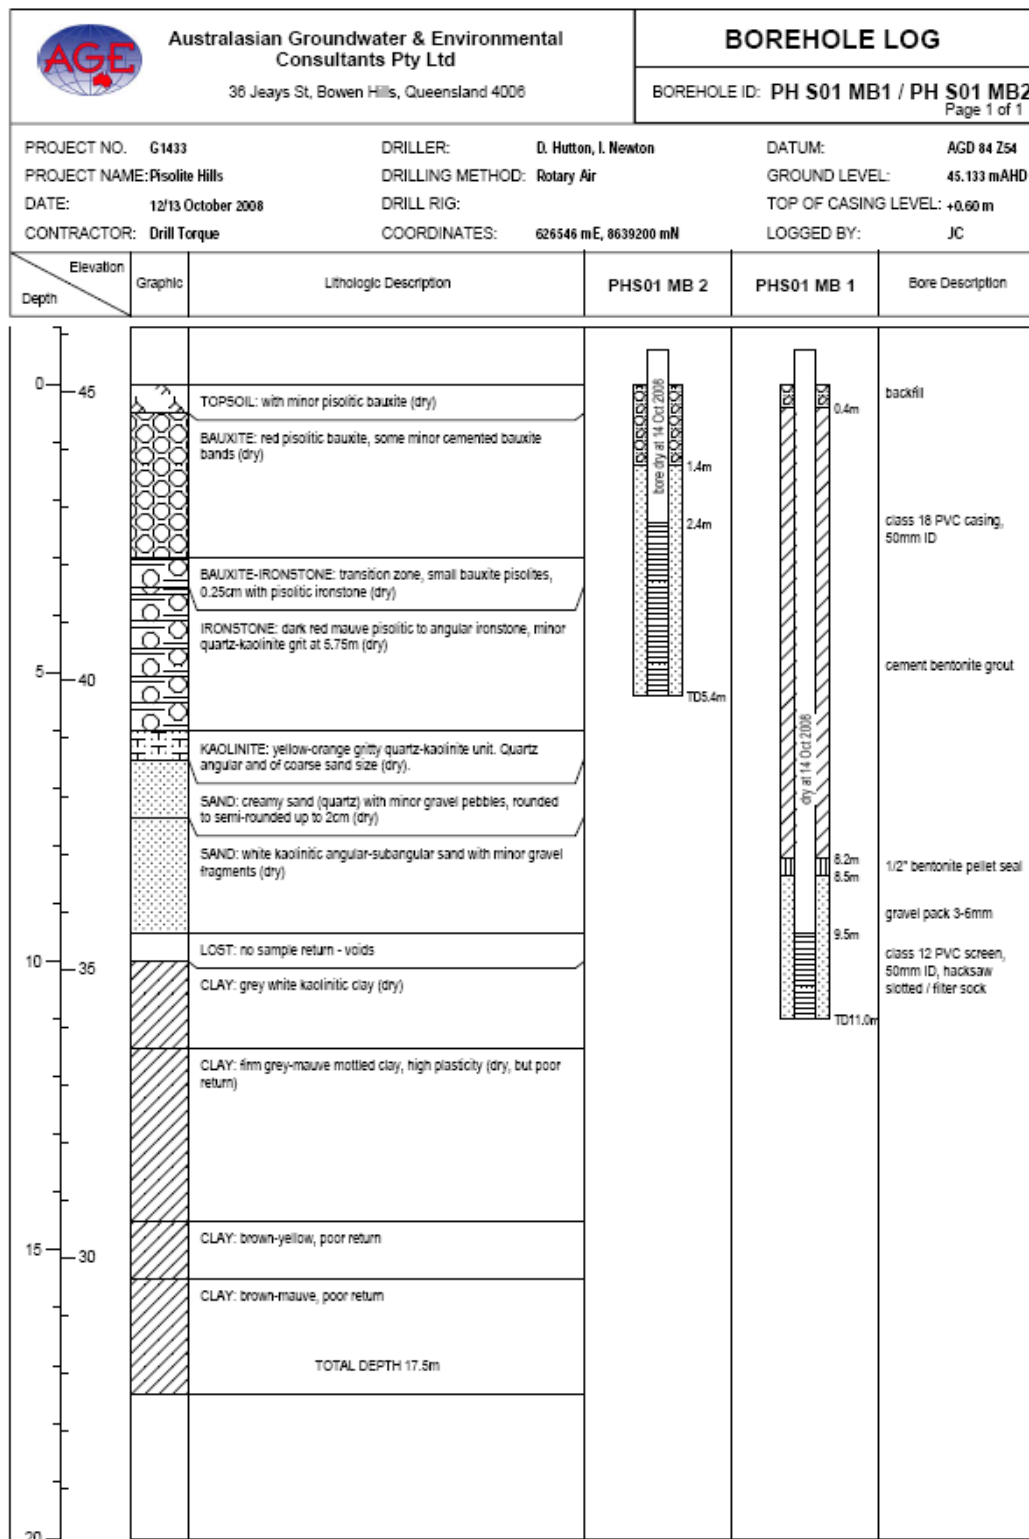 AGE
Australasian Groundwater & Environmental
Consultants Pty Ltd
36 Jeays St, Bowen Hills, Queensland 4006
BOREHOLE LOG
BOREHOLE ID: PH S01 MB1 / PH S01 MB2
Page 1 of 1
PROJECT NO. G1433
DRILLER: D. Hutton, I. Newton
DATUM: AGD 84 Z54
PROJECT NAME: Pisolite Hills
DRILLING METHOD: Rotary Air
GROUND LEVEL: 45.133 mAHD
DATE: 12/13 October 2008
DRILL RIG:
TOP OF CASING LEVEL: +0.60 m
CONTRACTOR: Drill Torque
COORDINATES: 626546 mE, 8639200 mN
LOGGED BY: JC
Elevation
Depth
Graphic
Lithologic Description
PHS01 MB 2
PHS01 MB 1
Bore Description
0
45
TOPSOIL: with minor pisolitic bauxite (dry)
BAUXITE: red pisolitic bauxite, some minor cemented bauxite
bands (dry)
BAUXITE-IRONSTONE: transition zone, small bauxite pisolites,
0.25cm with pisolitic ironstone (dry)
IRONSTONE: dark red mauve pisolitic to angular ironstone, minor
quartz-kaolinite grit at 5.75m (dry)
5
40
KAOLINITE: yellow-orange gritty quartz-kaolinite unit. Quartz
angular and of coarse sand size (dry).
SAND: creamy sand (quartz) with minor gravel pebbles, rounded
to semi-rounded up to 2cm (dry)
SAND: white kaolinitic angular-subangular sand with minor gravel
fragments (dry)
LOST: no sample return - voids
10
35
CLAY: grey white kaolinitic clay (dry)
CLAY: firm grey-mauve mottled clay, high plasticity (dry, but poor
return)
15
30
CLAY: brown-yellow, poor return
CLAY: brown-mauve, poor return
TOTAL DEPTH 17.5m
20
bore dry at 14 Oct 2008
1.4m
2.4m
TD5.4m
0.4m
dry at 14 Oct 2008
8.2m
8.5m
9.5m
TD11.0m
backfill
class 18 PVC casing,
50mm ID
cement bentonite grout
1/2" bentonite pellet seal
gravel pack 3-6mm
class 12 PVC screen,
50mm ID, hacksaw
slotted / filter sock